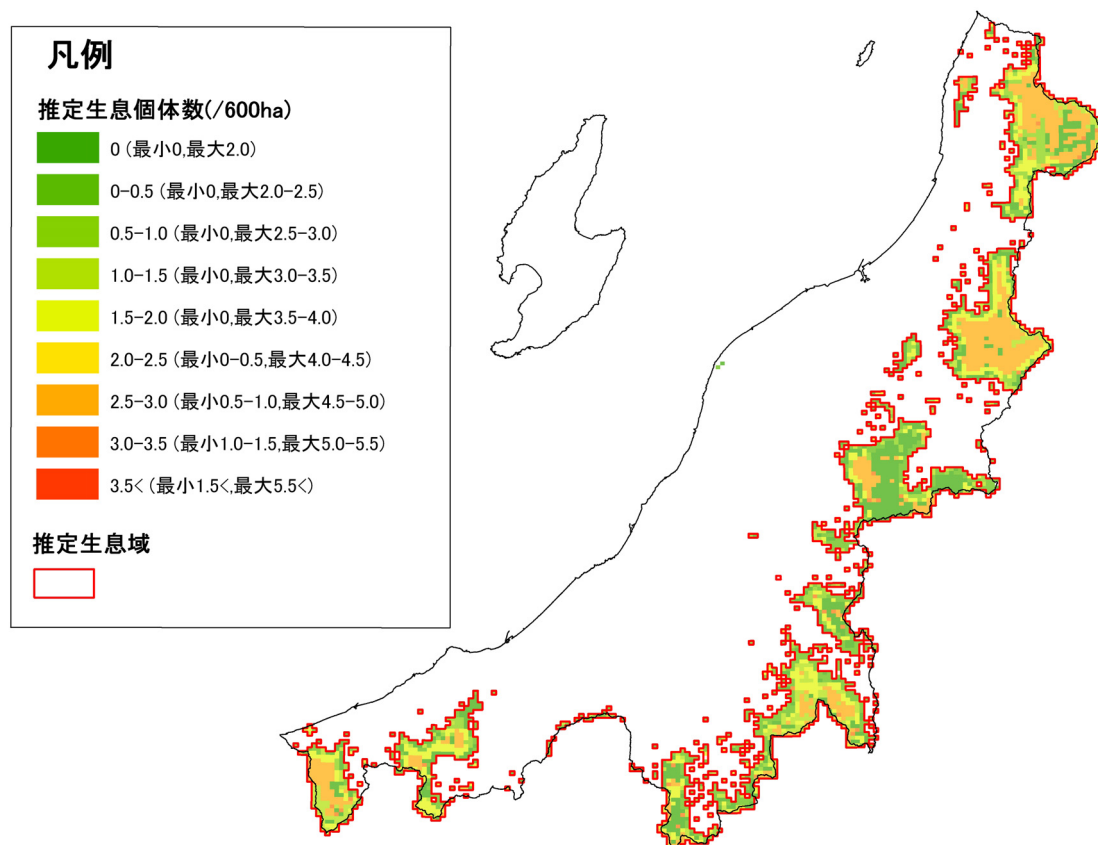 凡例
推定生息個体数(/600ha)
0 (最小0,最大2.0)
0-0.5 (最小0,最大2.0-2.5)
0.5-1.0 (最小0,最大2.5-3.0)
1.0-1.5 (最小0,最大3.0-3.5)
1.5-2.0 (最小0,最大3.5-4.0)
2.0-2.5 (最小0-0.5,最大4.0-4.5)
2.5-3.0 (最小0.5-1.0,最大4.5-5.0)
3.0-3.5 (最小1.0-1.5,最大5.0-5.5)
3.5< (最小1.5<,最大5.5<)
推定生息域